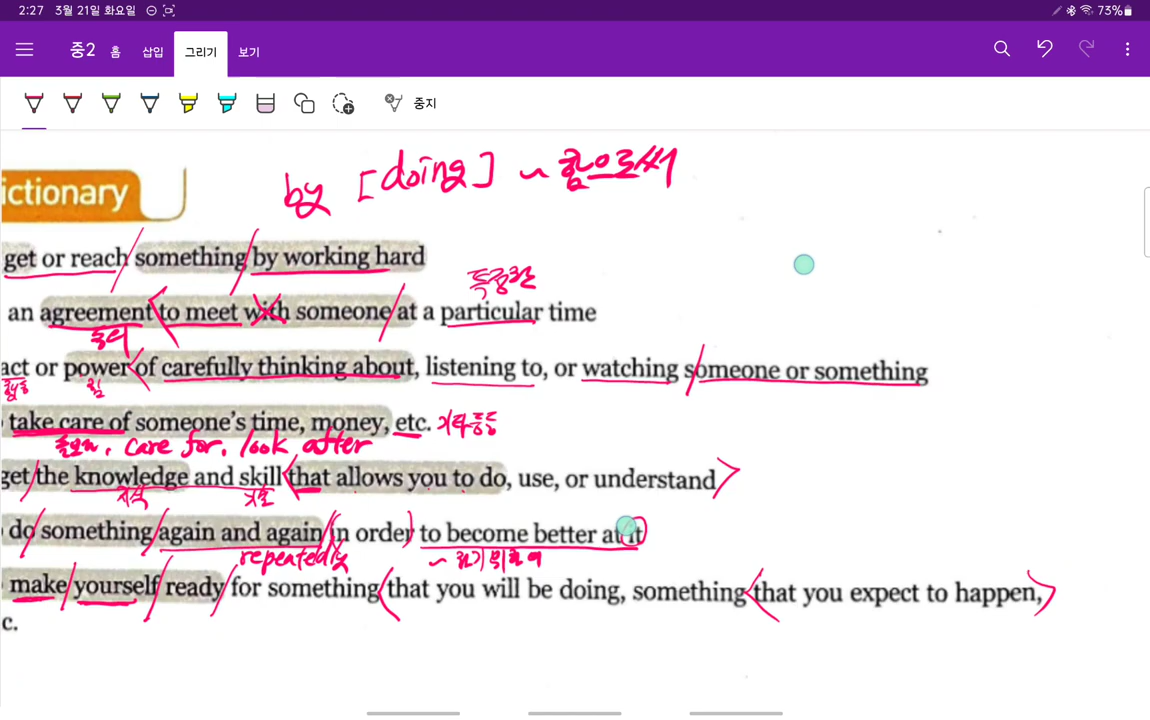 2:27 3월 21일 화요일 73%
중2 홈 삽입 그리기 보기
중지
by [doing] ~함으로써
ictionary
get or reach / something / by working hard
특정한
an agreement <to meet with someone / at a particular time
동의
act or power <of carefully thinking about, listening to, or watching / someone or something
행동 힘
take care of someone's time, money, etc. 기타등등
돌보다, care for, look after
get / the knowledge and skill <that allows you to do, use, or understand>
지식 기술
do / something / again and again / (in order) to become better at it
repeatedly ~하기 위하여
make / yourself / ready / for something <that you will be doing, something <that you expect to happen,>
c.